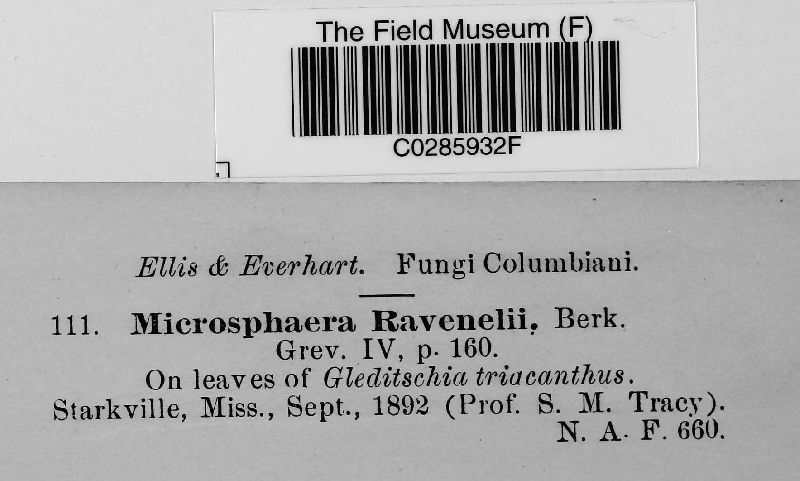 The Field Museum (F)
C0285932F
Ellis & Everhart. Fungi Columbiani.
111. Microsphaera Ravenelii, Berk.
Grev. IV, p. 160.
On leaves of Gleditschia triacanthus.
Starkville, Miss., Sept., 1892 (Prof. S. M. Tracy).
N. A. F. 660.